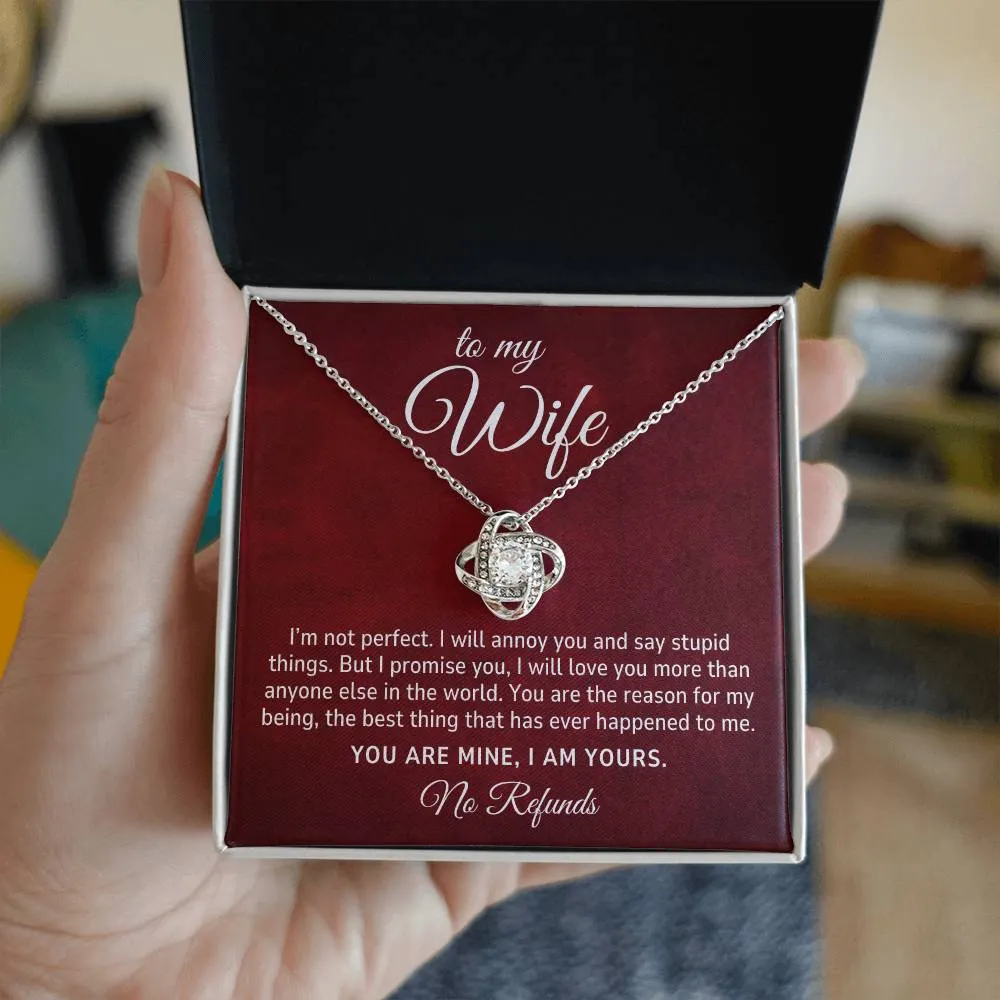 to my
Wife
I’m not perfect. I will annoy you and say stupid
things. But I promise you, I will love you more than
anyone else in the world. You are the reason for my
being, the best thing that has ever happened to me.
YOU ARE MINE, I AM YOURS.
No Refunds